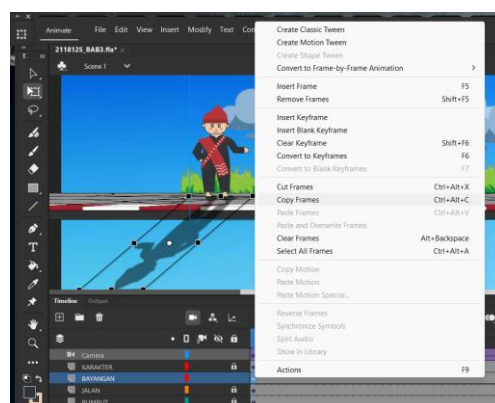 Animate File Edit View Insert Modify Text
2118125_BAB3.fla*
Scene 1
Create Classic Tween
Create Motion Tween
Create Shape Tween
Convert to Frame-by-Frame Animation
Insert Frame F5
Remove Frames Shift+F5
Insert Keyframe
Insert Blank Keyframe
Clear Keyframe Shift+F6
Convert to Keyframes F6
Convert to Blank Keyframes F7
Cut Frames Ctrl+Alt+X
Copy Frames Ctrl+Alt+C
Paste Frames Ctrl+Alt+V
Paste and Overwrite Frames
Clear Frames Alt+Backspace
Select All Frames Ctrl+Alt+A
Copy Motion
Paste Motion
Paste Motion Special...
Reverse Frames
Synchronize Symbols
Split Audio
Show In Library
Actions F9
Timeline Output
Camera
KARAKTER
BAYANGAN
JALAN
RUMPUT